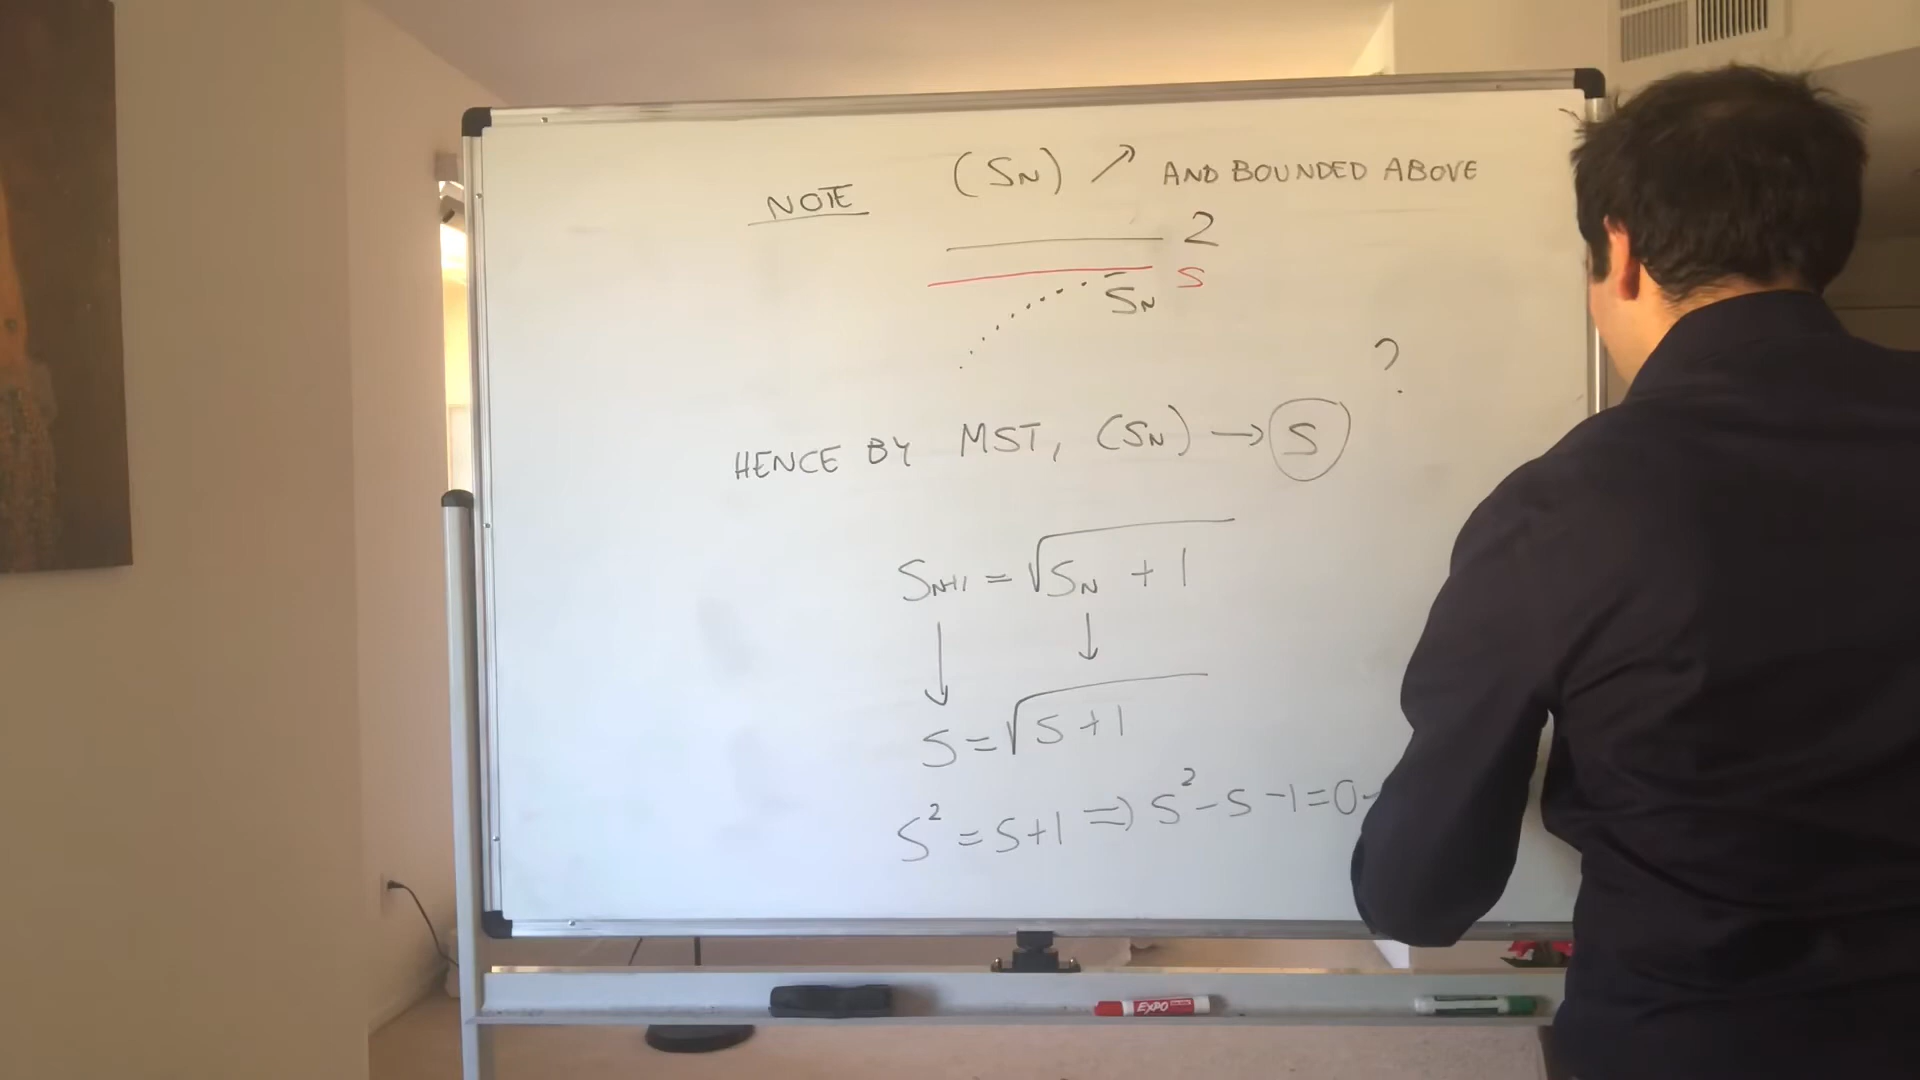 NOTE (SN) ↗ AND BOUNDED ABOVE
2
S
SN
?
HENCE BY MST, (SN) → S
SN+1 = √SN + 1
↓ ↓
S = √S + 1
S² = S+1 ⇒ S² - S - 1 = 0
EXPO